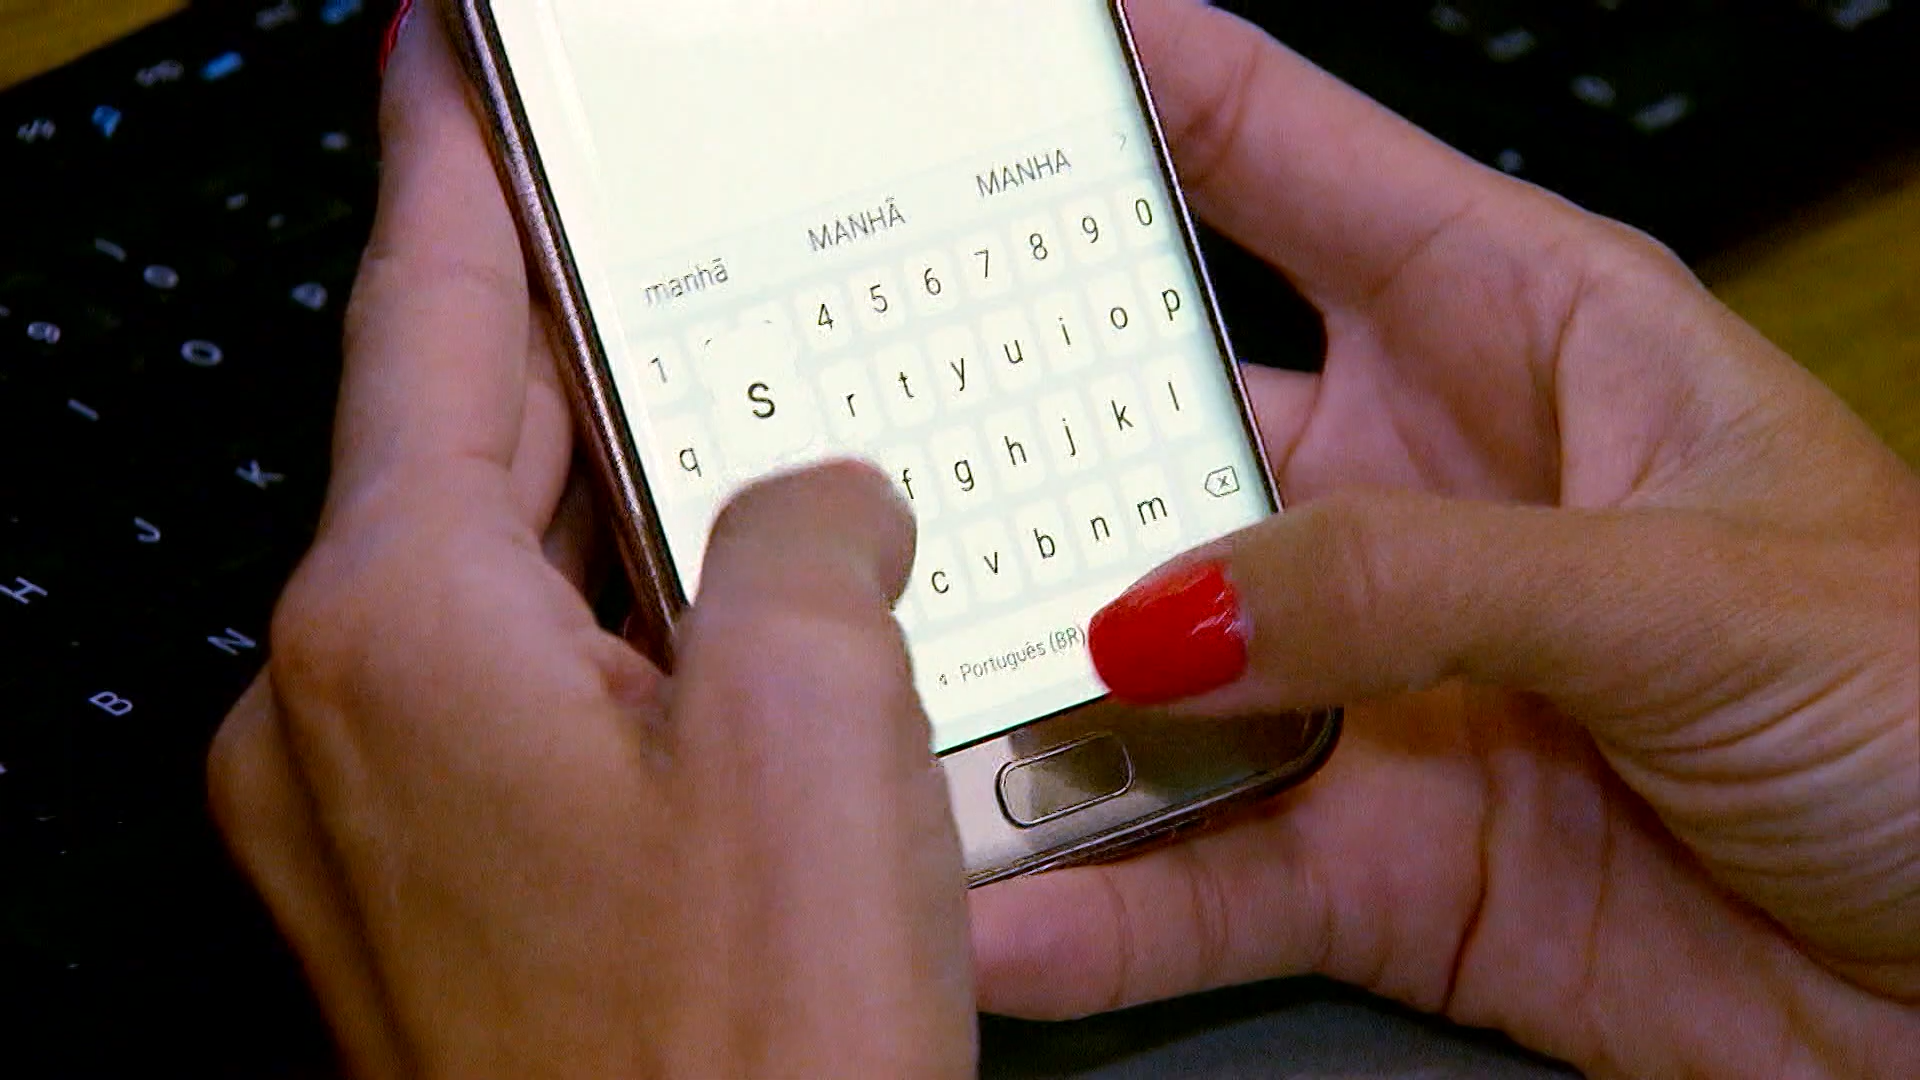 manhã MANHÃ MANHA
1 4 5 6 7 8 9 0
q S r t y u i o p
f g h j k l
c v b n m
Português (BR)
O
I K
J
H N
B